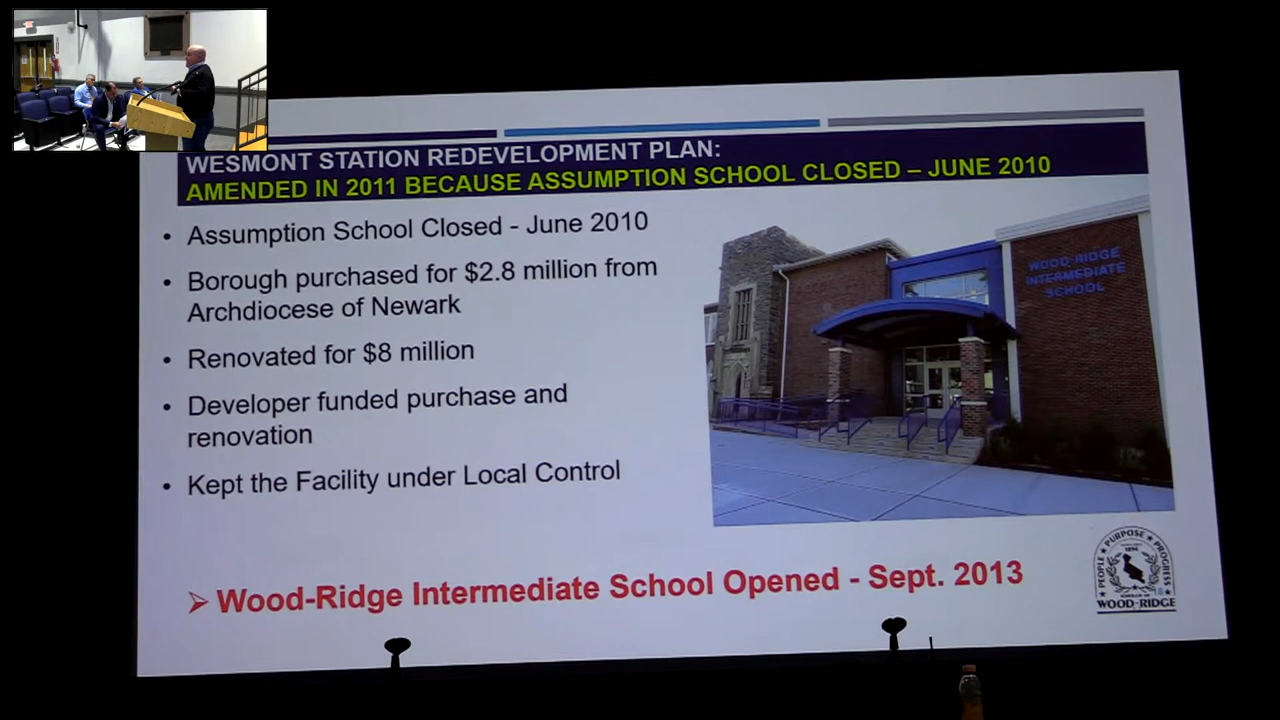 WESMONT STATION REDEVELOPMENT PLAN:
AMENDED IN 2011 BECAUSE ASSUMPTION SCHOOL CLOSED – JUNE 2010
• Assumption School Closed - June 2010
• Borough purchased for $2.8 million from
Archdiocese of Newark
• Renovated for $8 million
• Developer funded purchase and
renovation
• Kept the Facility under Local Control
WOOD-RIDGE
INTERMEDIATE
SCHOOL
➢ Wood-Ridge Intermediate School Opened - Sept. 2013
PEOPLE ★ PURPOSE ★ PROGRESS
1894
BOROUGH OF
WOOD-RIDGE